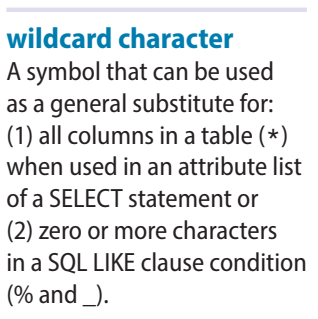 wildcard character
A symbol that can be used
as a general substitute for:
(1) all columns in a table (*)
when used in an attribute list
of a SELECT statement or
(2) zero or more characters
in a SQL LIKE clause condition
(% and _).